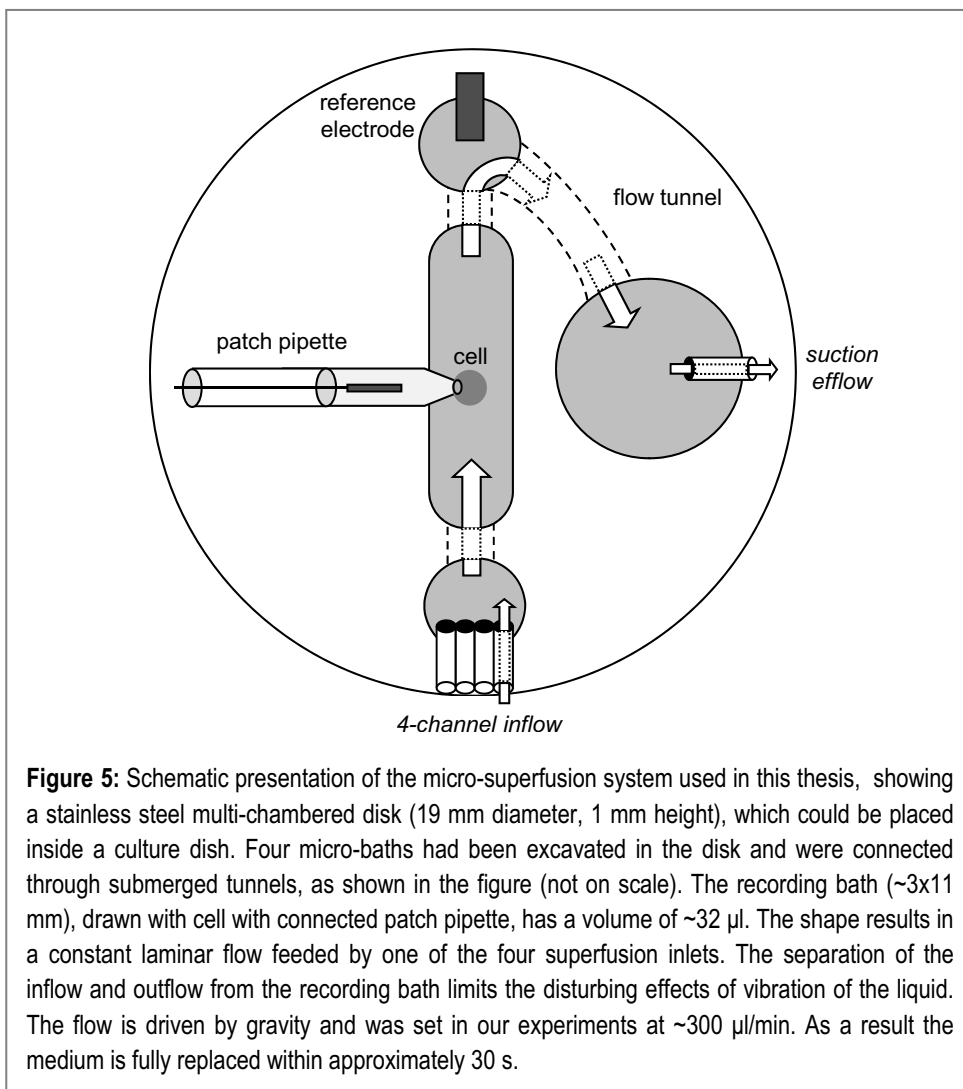 reference
electrode
flow tunnel
patch pipette
cell
suction
efflow
4-channel inflow
Figure 5: Schematic presentation of the micro-superfusion system used in this thesis, showing
a stainless steel multi-chambered disk (19 mm diameter, 1 mm height), which could be placed
inside a culture dish. Four micro-baths had been excavated in the disk and were connected
through submerged tunnels, as shown in the figure (not on scale). The recording bath (~3x11
mm), drawn with cell with connected patch pipette, has a volume of ~32 µl. The shape results in
a constant laminar flow feeded by one of the four superfusion inlets. The separation of the
inflow and outflow from the recording bath limits the disturbing effects of vibration of the liquid.
The flow is driven by gravity and was set in our experiments at ~300 µl/min. As a result the
medium is fully replaced within approximately 30 s.